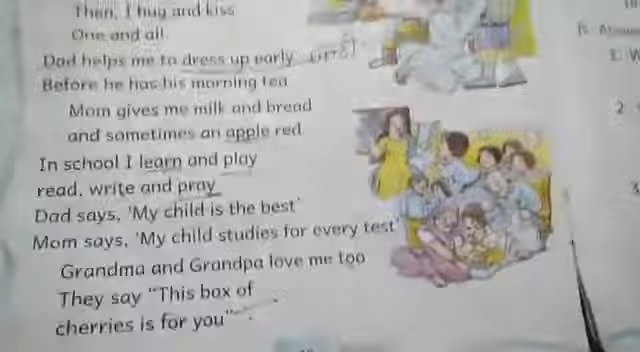 Then, I hug and kiss
One and all.
Dad helps me to dress up early
Before he has his morning tea
Mom gives me milk and bread
and sometimes an apple red.
In school I learn and play
read, write and pray
Dad says, 'My child is the best'
Mom says, 'My child studies for every test'
Grandma and Grandpa love me too
They say "This box of
cherries is for you".
2.
3.